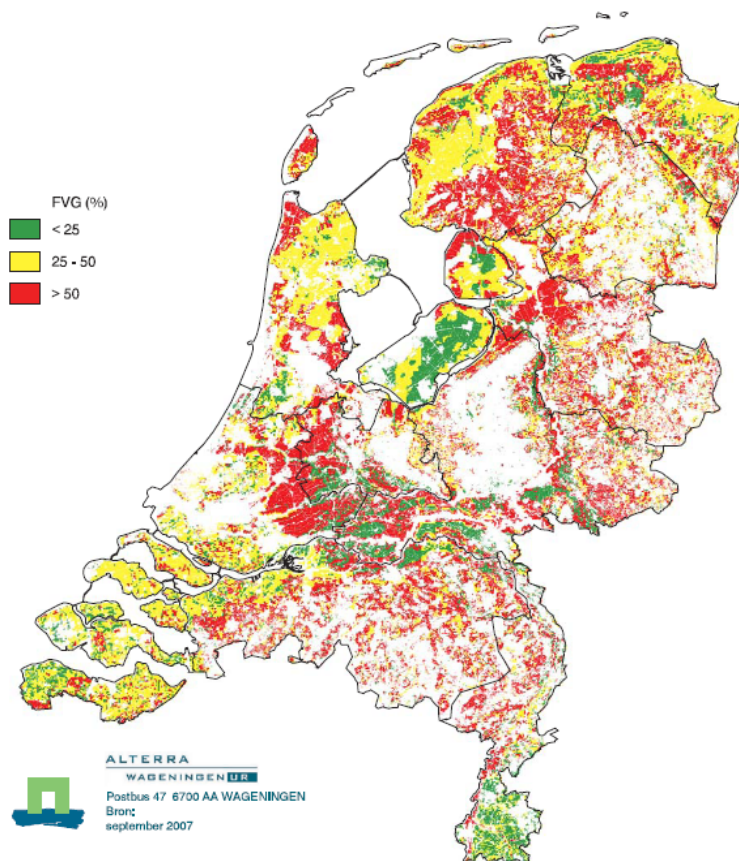 FVG (%)
< 25
25 - 50
> 50
ALTERRA
WAGENINGEN UR
Postbus 47 6700 AA WAGENINGEN
Bron:
september 2007